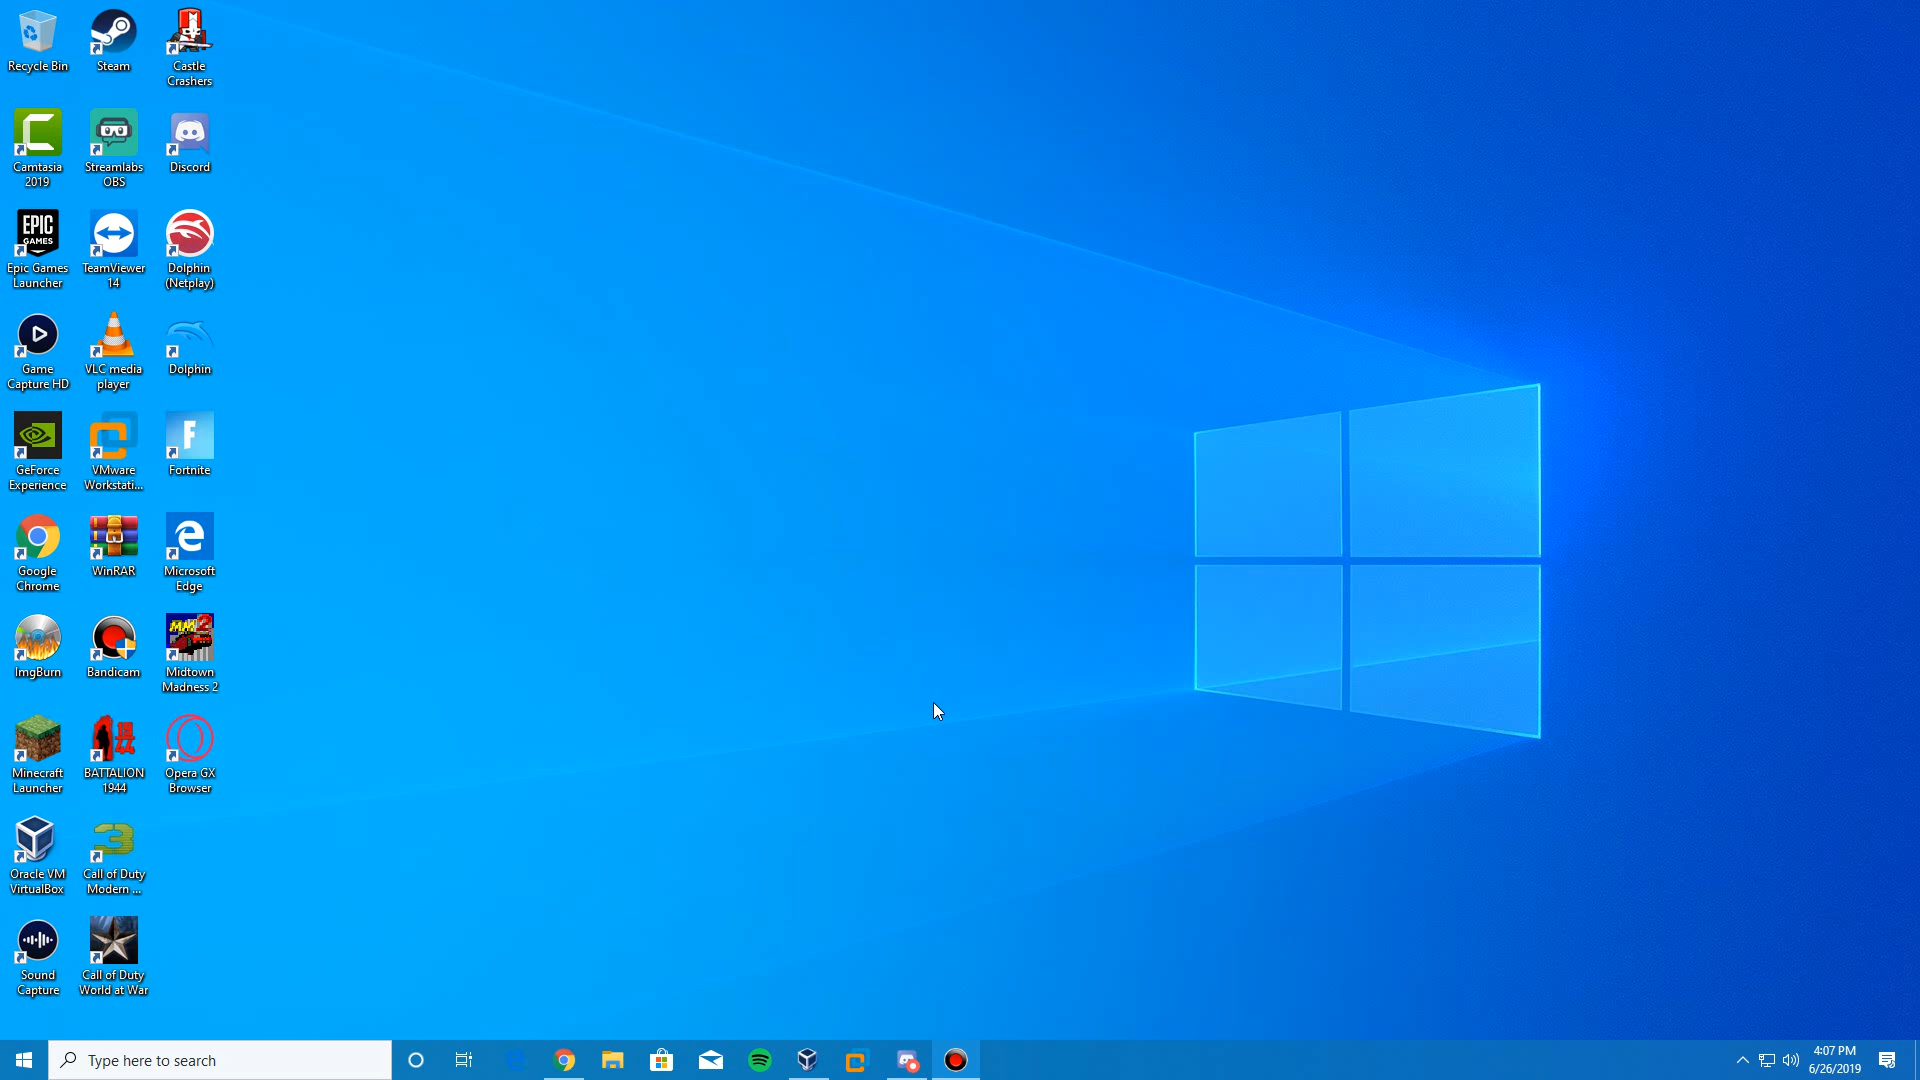 Recycle Bin
Steam
Castle
Crashers
Camtasia
2019
Streamlabs
OBS
Discord
EPIC
GAMES
Epic Games
Launcher
TeamViewer
14
Dolphin
(Netplay)
Game
Capture HD
VLC media
player
Dolphin
GeForce
Experience
VMware
Workstati...
F
Fortnite
Google
Chrome
WinRAR
Microsoft
Edge
ImgBurn
Bandicam
MM2
Midtown
Madness 2
Minecraft
Launcher
BATTALION
1944
Opera GX
Browser
Oracle VM
VirtualBox
3
Call of Duty
Modern ...
Sound
Capture
Call of Duty
World at War
Type here to search
4:07 PM
6/26/2019